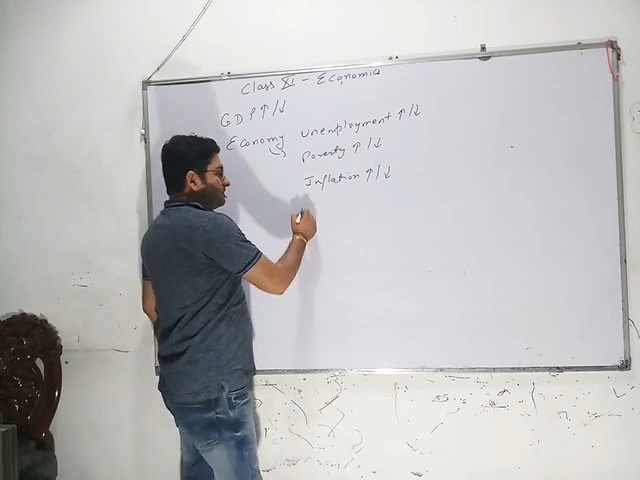 Class XI - Economics
GDP ↑/↓
Economy Unemployment ↑/↓
Poverty ↑/↓
Inflation ↑/↓